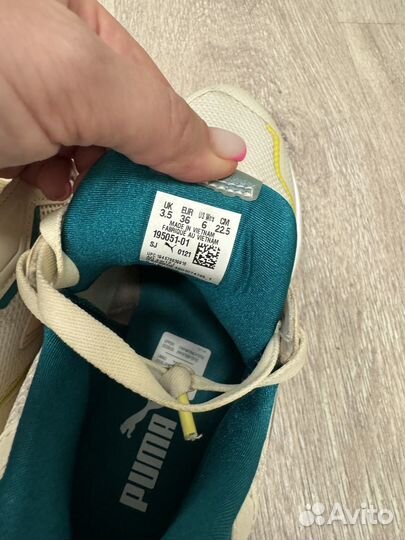 UK EUR US Wn's CM
3.5 36 6 22.5
MADE IN VIETNAM
FABRIQUÉ AU VIETNAM
195051-01
SJ 0121
PUMA
Avito